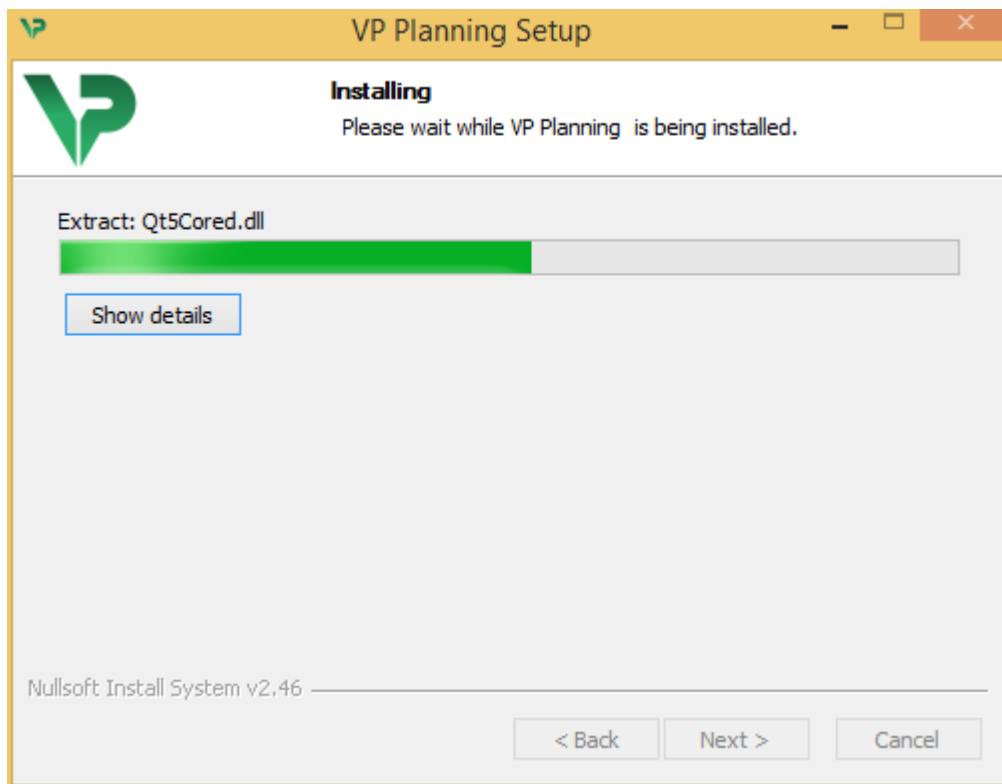 VP Planning Setup
VP
Installing
Please wait while VP Planning  is being installed.
Extract: Qt5Cored.dll
Show details
Nullsoft Install System v2.46
< Back
Next >
Cancel